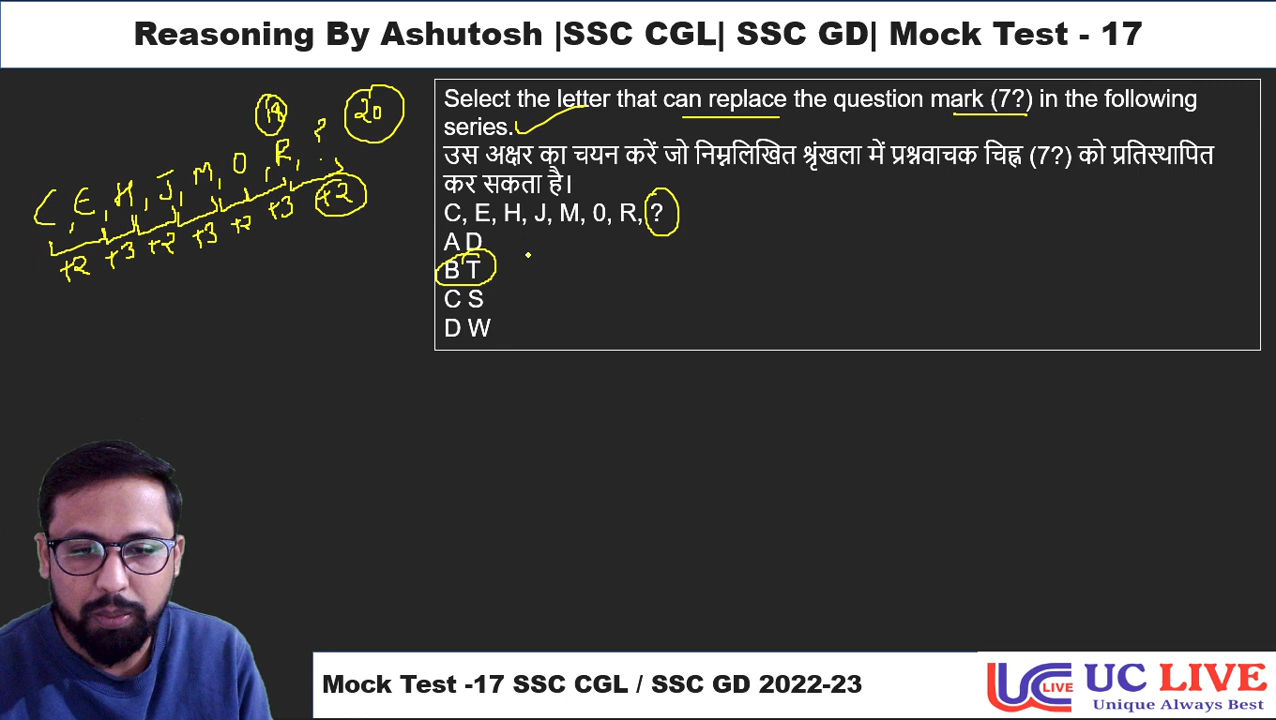 Reasoning By Ashutosh |SSC CGL| SSC GD| Mock Test - 17
Select the letter that can replace the question mark (7?) in the following
series.
उस अक्षर का चयन करें जो निम्नलिखित श्रृंखला में प्रश्नवाचक चिह्न (7?) को प्रतिस्थापित
कर सकता है।
C, E, H, J, M, 0, R, ?
A D
B T
C S
D W
18 20
C, E, H, J, M, O, R, ?
+2 +3 +2 +3 +2 +3 +2
Mock Test -17 SSC CGL / SSC GD 2022-23
UC LIVE UC LIVE
Unique Always Best